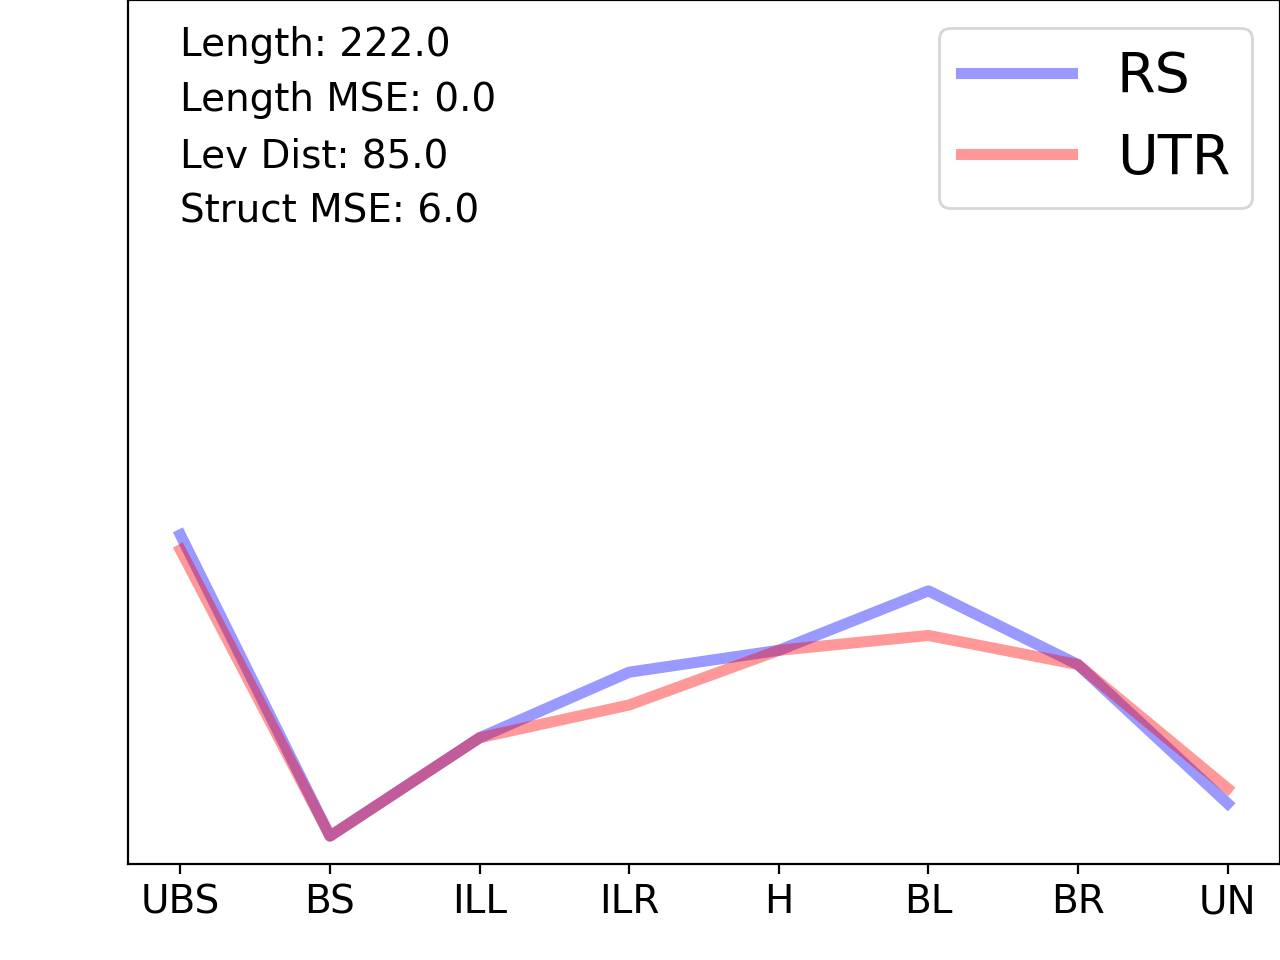 Length: 222.0
Length MSE: 0.0
Lev Dist: 85.0
Struct MSE: 6.0
RS
UTR
UBS BS ILL ILR H BL BR UN